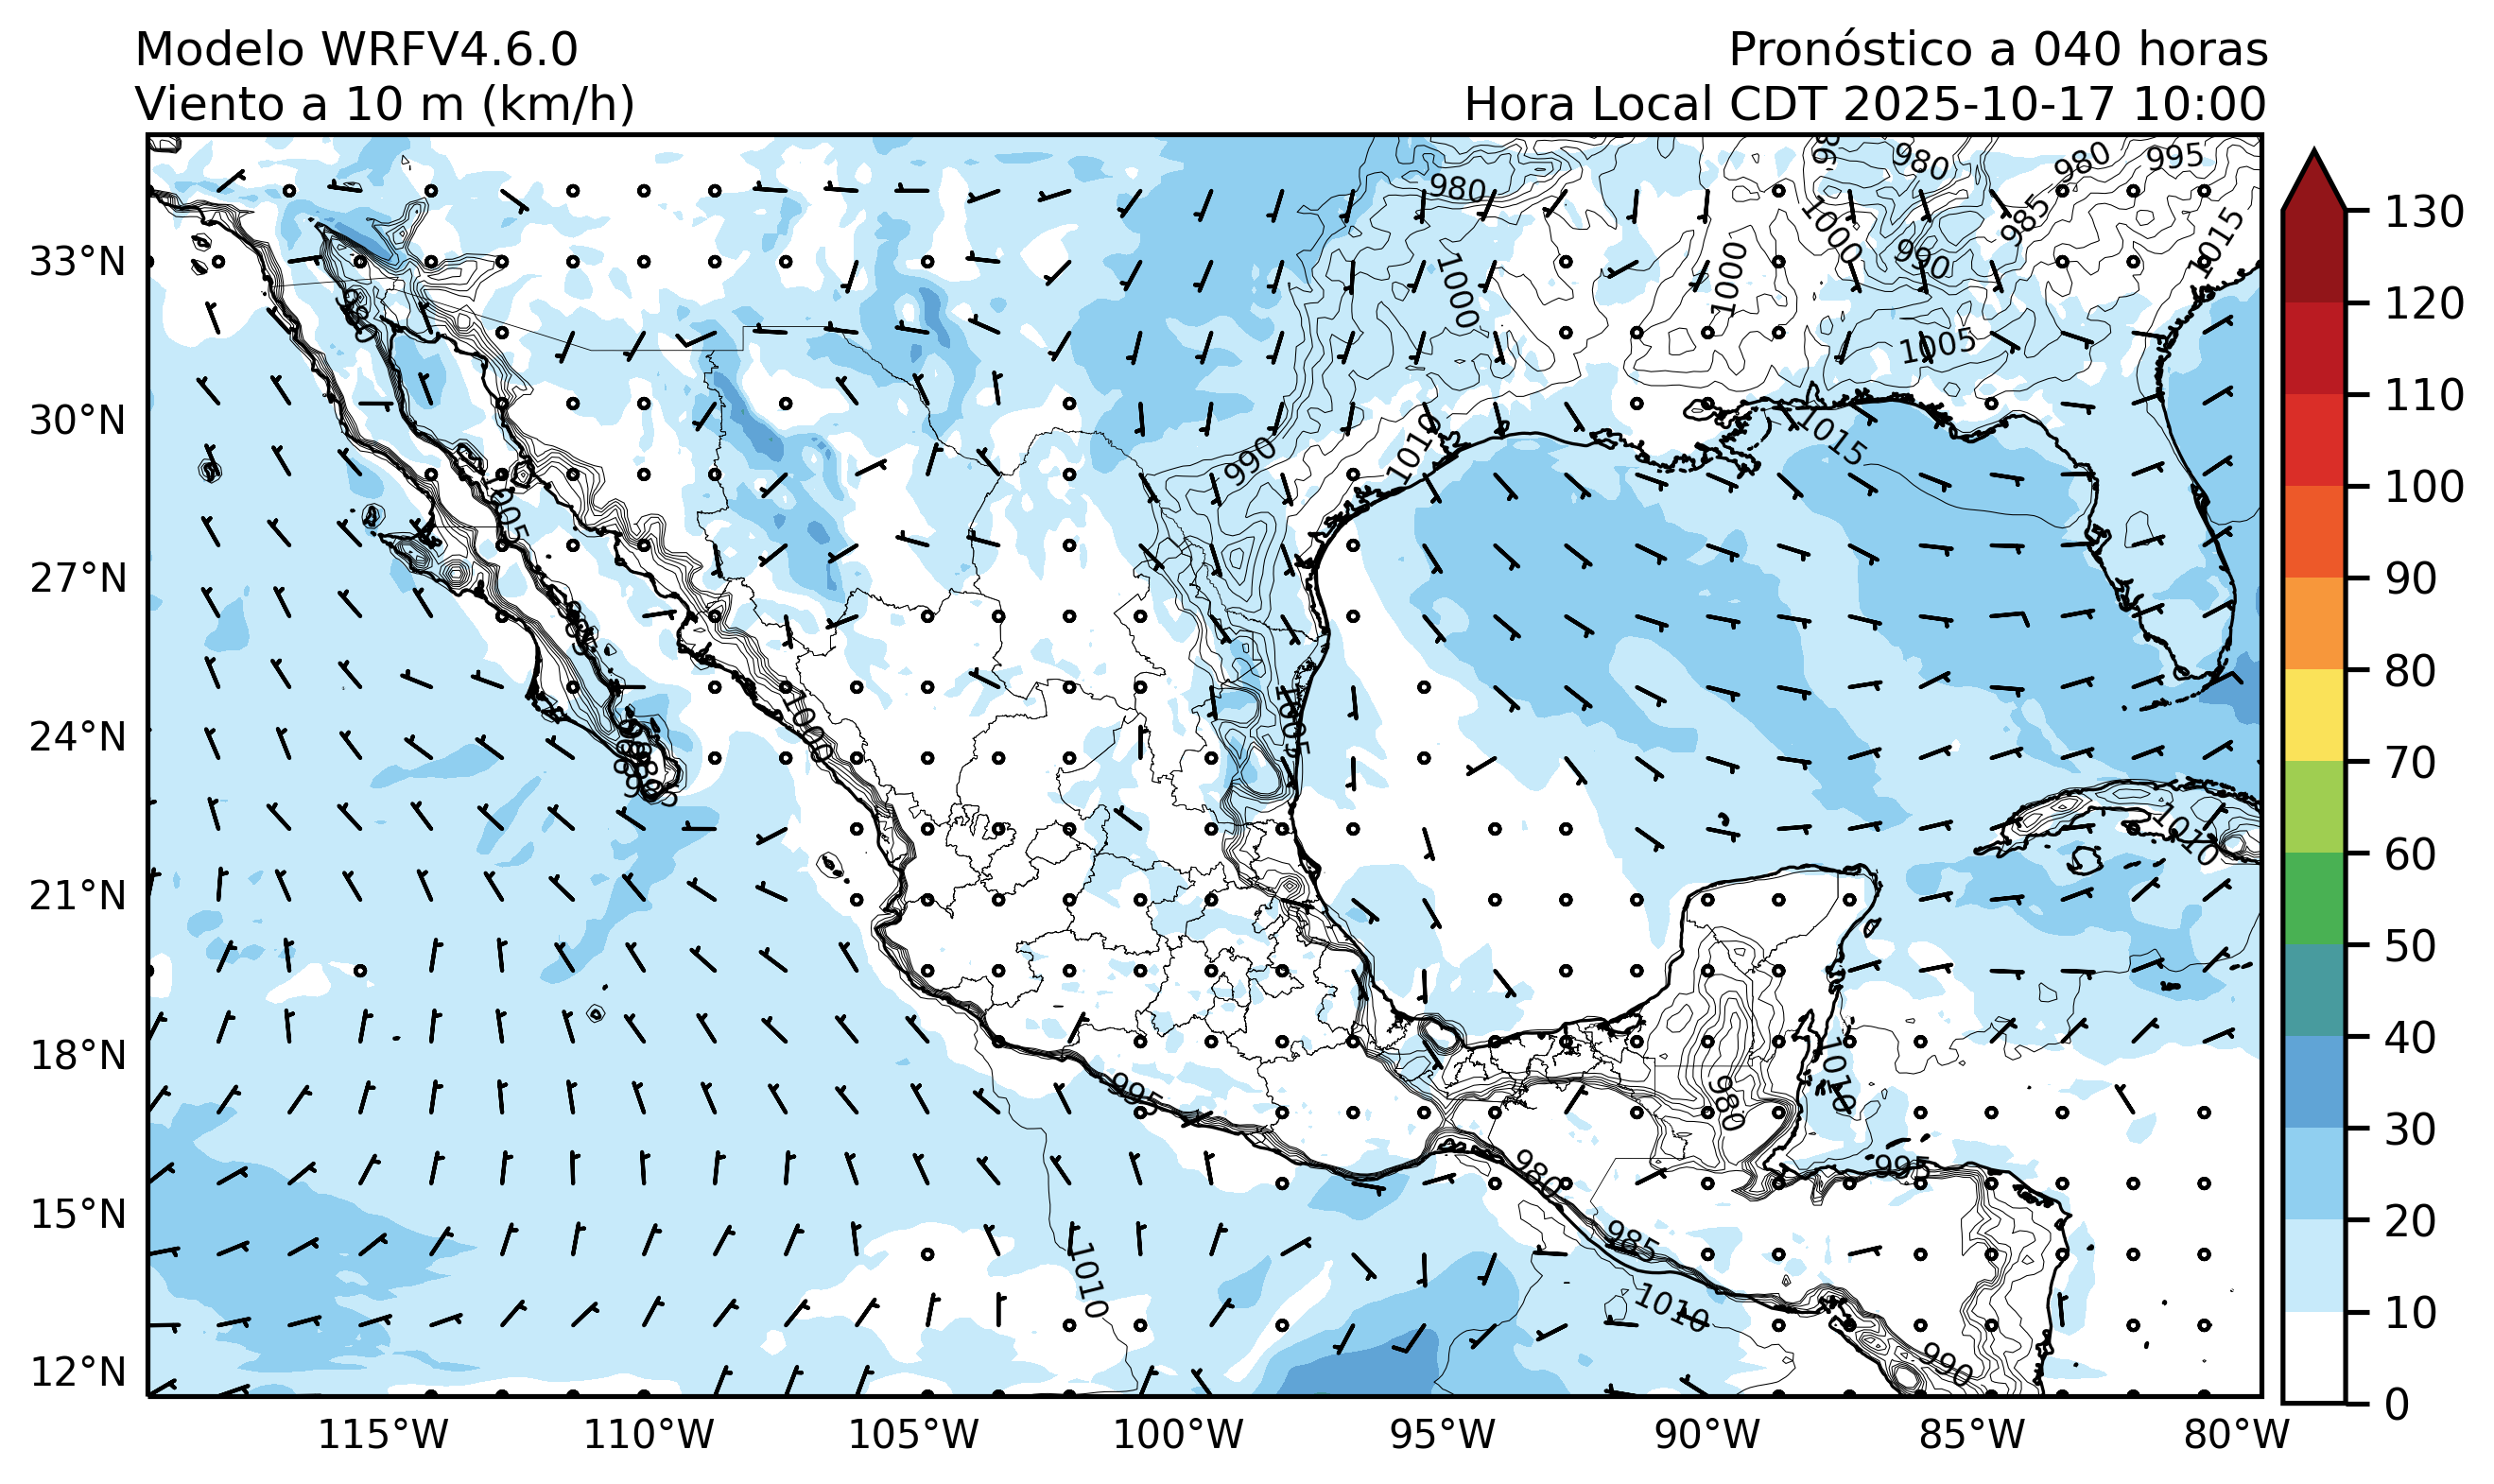 Modelo WRFV4.6.0
Viento a 10 m (km/h)
Pronóstico a 040 horas
Hora Local CDT 2025-10-17 10:00
33°N
30°N
27°N
24°N
21°N
18°N
15°N
12°N
115°W
110°W
105°W
100°W
95°W
90°W
85°W
80°W
130
120
110
100
90
80
70
60
50
40
30
20
10
0
980
980
980
995
985
1015
1000
1000
1000
990
1005
1010
1015
990
1005
1000
1010
995
980
1010
995
980
985
1010
1010
990